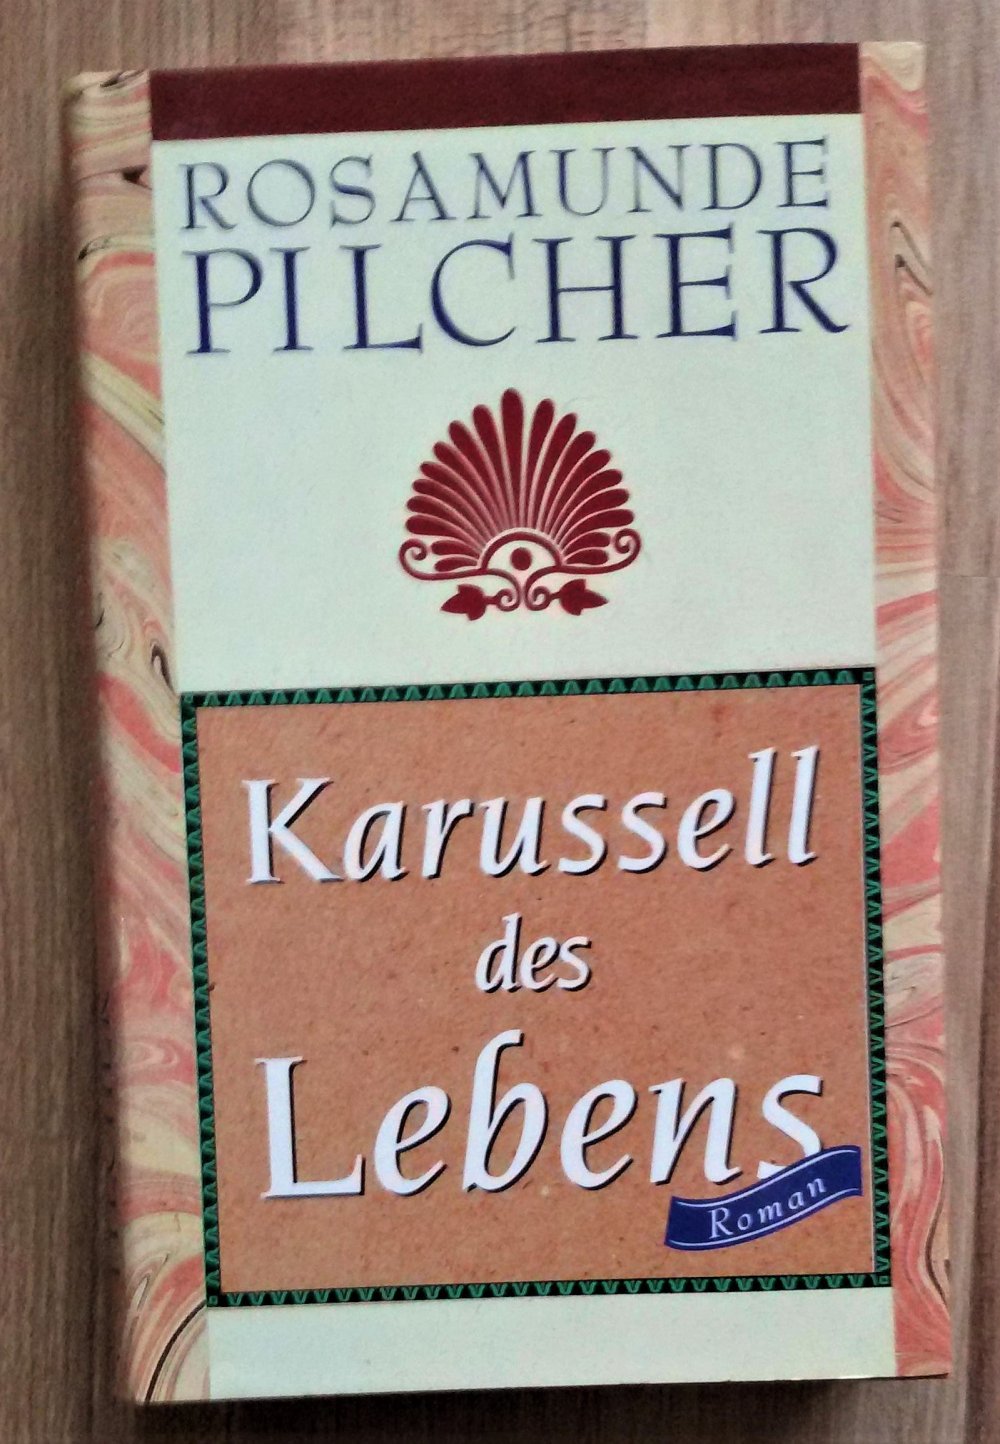 ROSAMUNDE
PILCHER
Karussell
des
Lebens
Roman